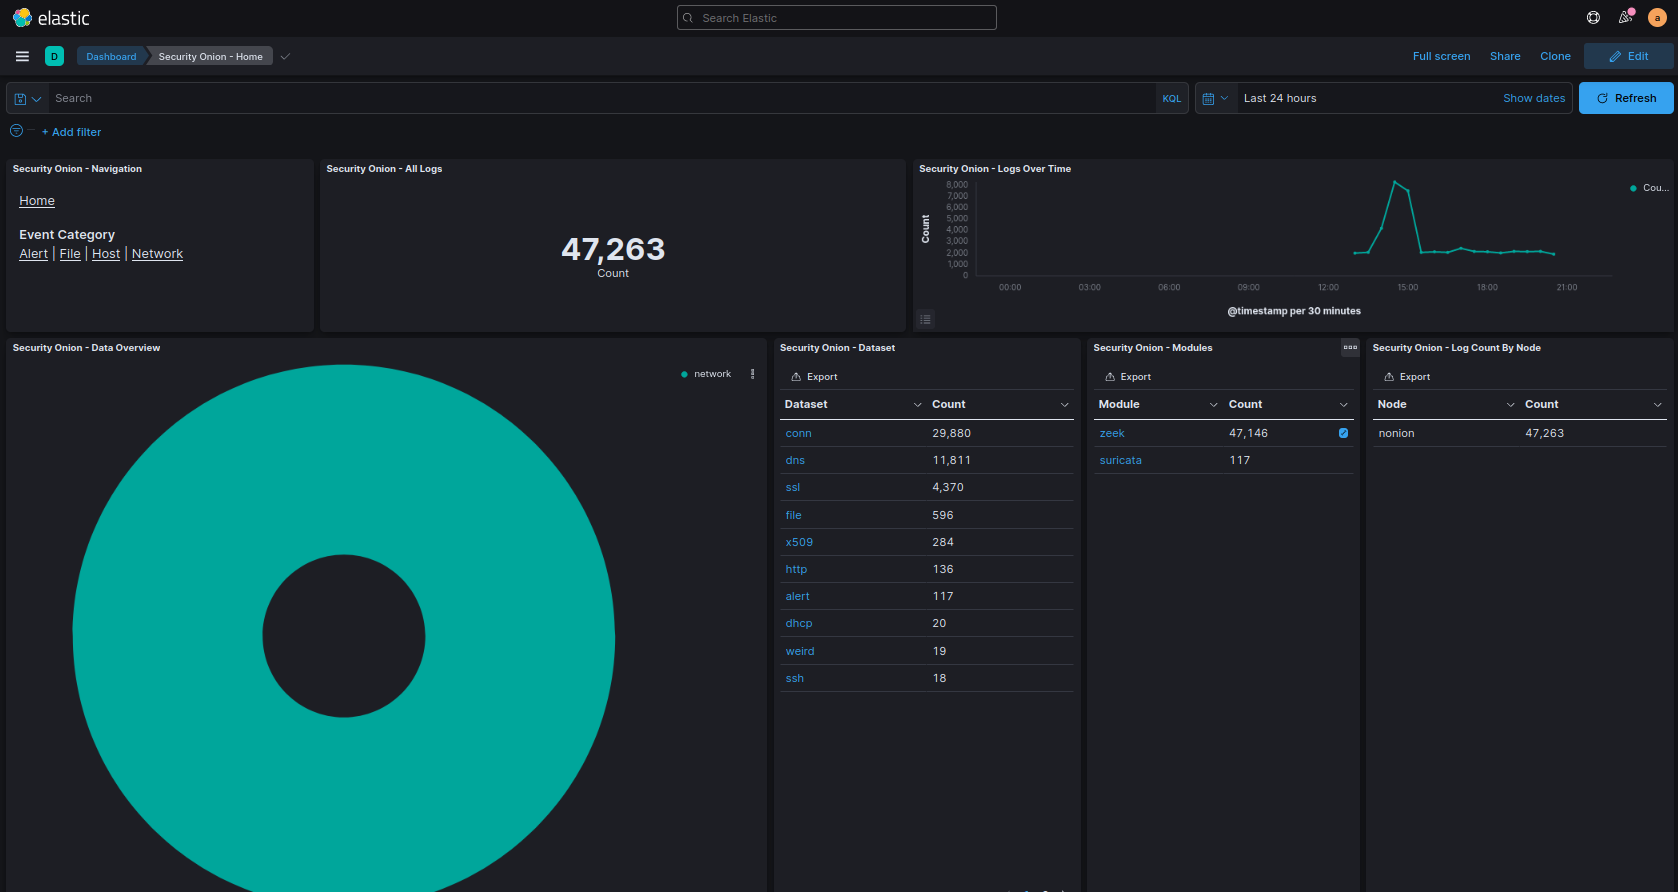 elastic
Search Elastic
a
D
Dashboard
Security Onion - Home
Full screen
Share
Clone
Edit
Search
KQL
Last 24 hours
Show dates
Refresh
+ Add filter
Security Onion - Navigation
Home
Event Category
Alert | File | Host | Network
Security Onion - All Logs
47,263
Count
Security Onion - Logs Over Time
Count
8,000
7,000
6,000
5,000
4,000
3,000
2,000
1,000
0
00:00
03:00
06:00
09:00
12:00
15:00
18:00
21:00
@timestamp per 30 minutes
Cou...
Security Onion - Data Overview
network
Security Onion - Dataset
Export
Dataset Count
conn 29,880
dns 11,811
ssl 4,370
file 596
x509 284
http 136
alert 117
dhcp 20
weird 19
ssh 18
Security Onion - Modules
Export
Module Count
zeek 47,146
suricata 117
Security Onion - Log Count By Node
Export
Node Count
nonion 47,263